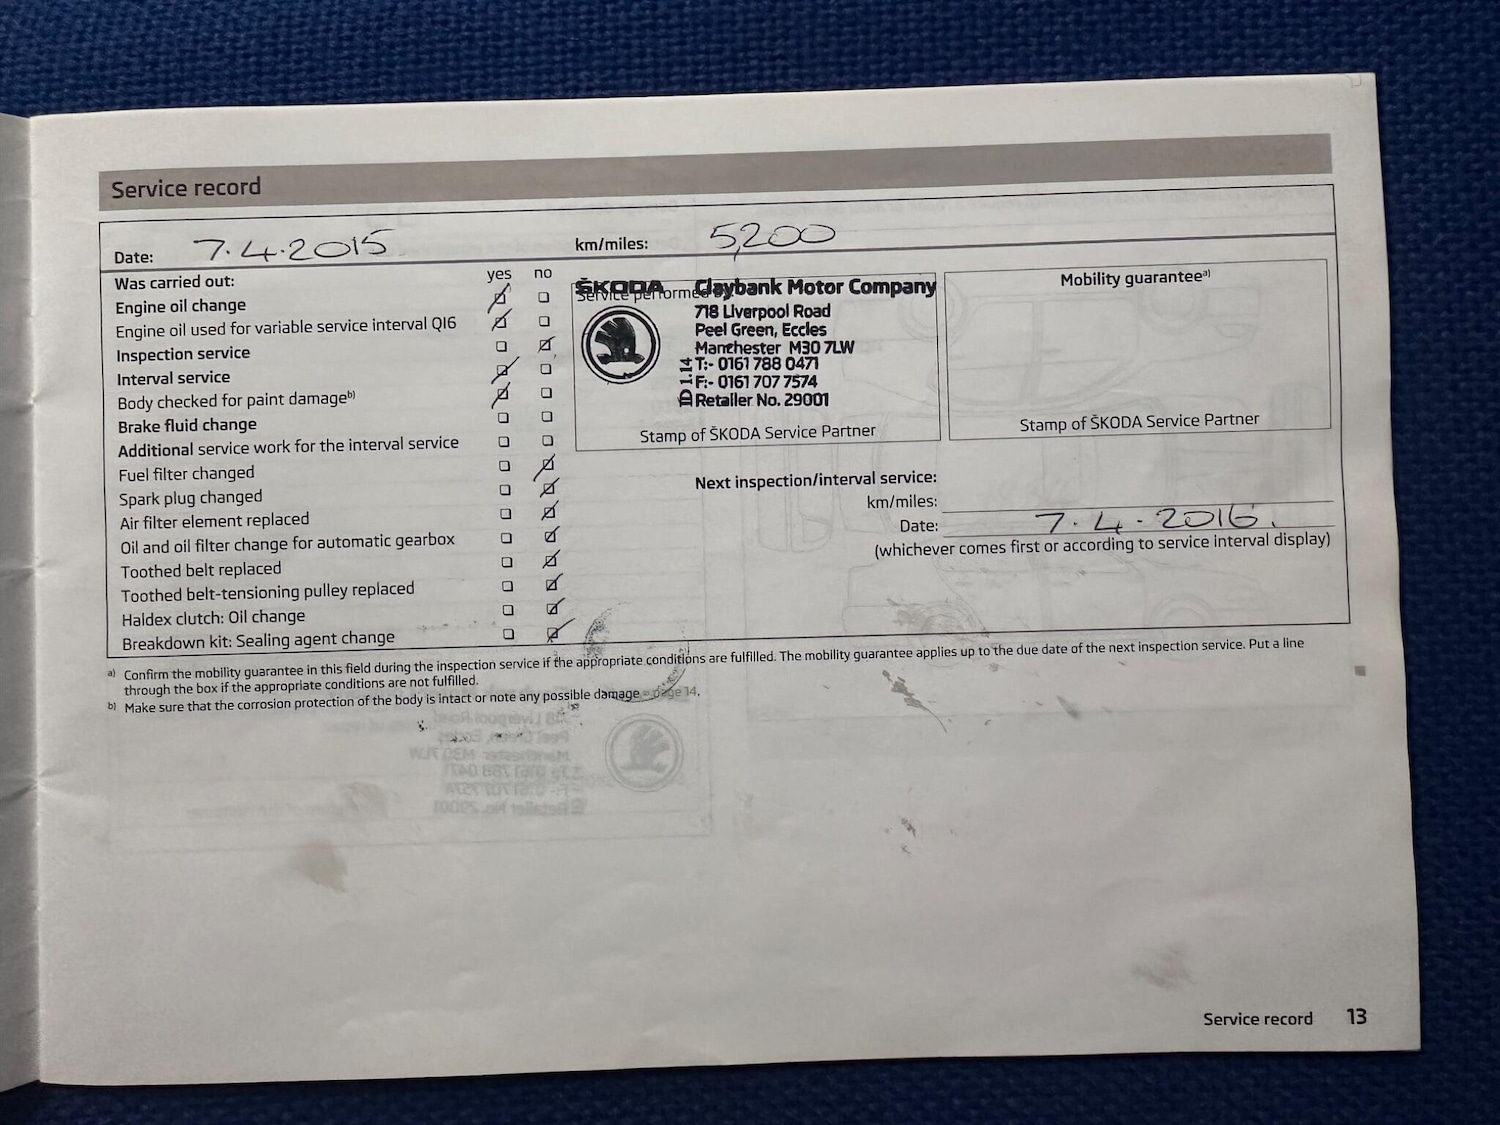 Service record
Date: 7.4.2015 km/miles: 5,200
Was carried out: yes no
Engine oil change
Engine oil used for variable service interval QI6
Inspection service
Interval service
Body checked for paint damage b)
Brake fluid change
Additional service work for the interval service
Fuel filter changed
Spark plug changed
Air filter element replaced
Oil and oil filter change for automatic gearbox
Toothed belt replaced
Toothed belt-tensioning pulley replaced
Haldex clutch: Oil change
Breakdown kit: Sealing agent change
Service performed by:
ŠKODA Claybank Motor Company
718 Liverpool Road
Peel Green, Eccles
Manchester M30 7LW
T:- 0161 788 0471
F:- 0161 707 7574
Retailer No. 29001
ID 1.14
Stamp of ŠKODA Service Partner
Mobility guarantee a)
Stamp of ŠKODA Service Partner
Next inspection/interval service:
km/miles:
Date: 7.4.2016.
(whichever comes first or according to service interval display)
a) Confirm the mobility guarantee in this field during the inspection service if the appropriate conditions are fulfilled. The mobility guarantee applies up to the due date of the next inspection service. Put a line
through the box if the appropriate conditions are not fulfilled.
b) Make sure that the corrosion protection of the body is intact or note any possible damage » page 14.
Service record 13